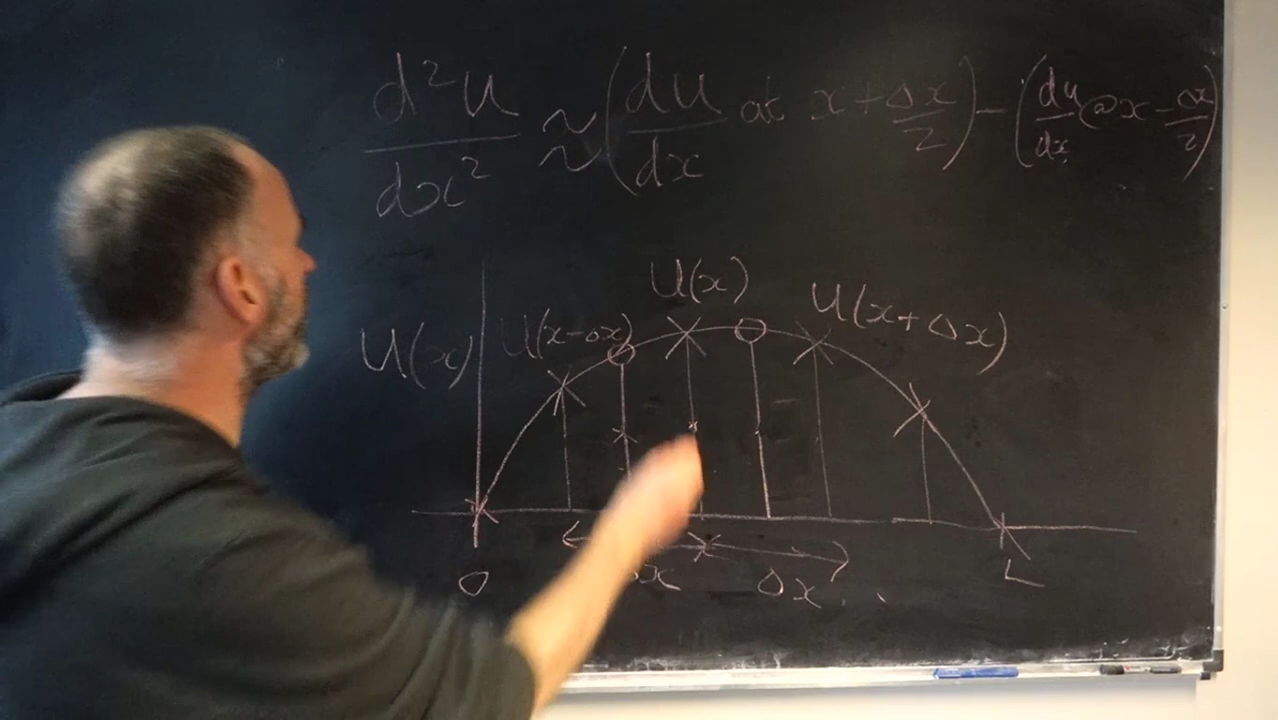 d²u/dx² ≈ (du/dx at x+Δx/2) - (du/dx @ x-Δx/2)
U(x)
U(x) U(x-Δx) U(x+Δx)
0 Δx Δx L